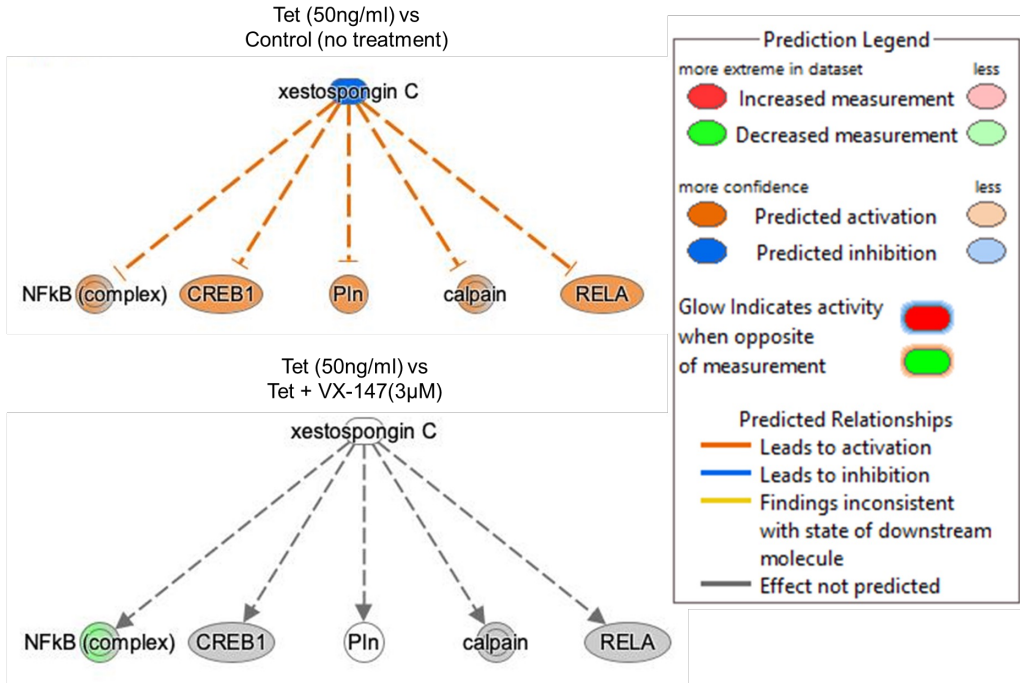 Tet (50ng/ml) vs
Control (no treatment)
xestospongin C
NFkB (complex)
CREB1
Pln
calpain
RELA
Tet (50ng/ml) vs
Tet + VX-147(3µM)
xestospongin C
NFkB (complex)
CREB1
Pln
calpain
RELA
Prediction Legend
more extreme in dataset less
Increased measurement
Decreased measurement
more confidence less
Predicted activation
Predicted inhibition
Glow Indicates activity
when opposite
of measurement
Predicted Relationships
Leads to activation
Leads to inhibition
Findings inconsistent
with state of downstream
molecule
Effect not predicted